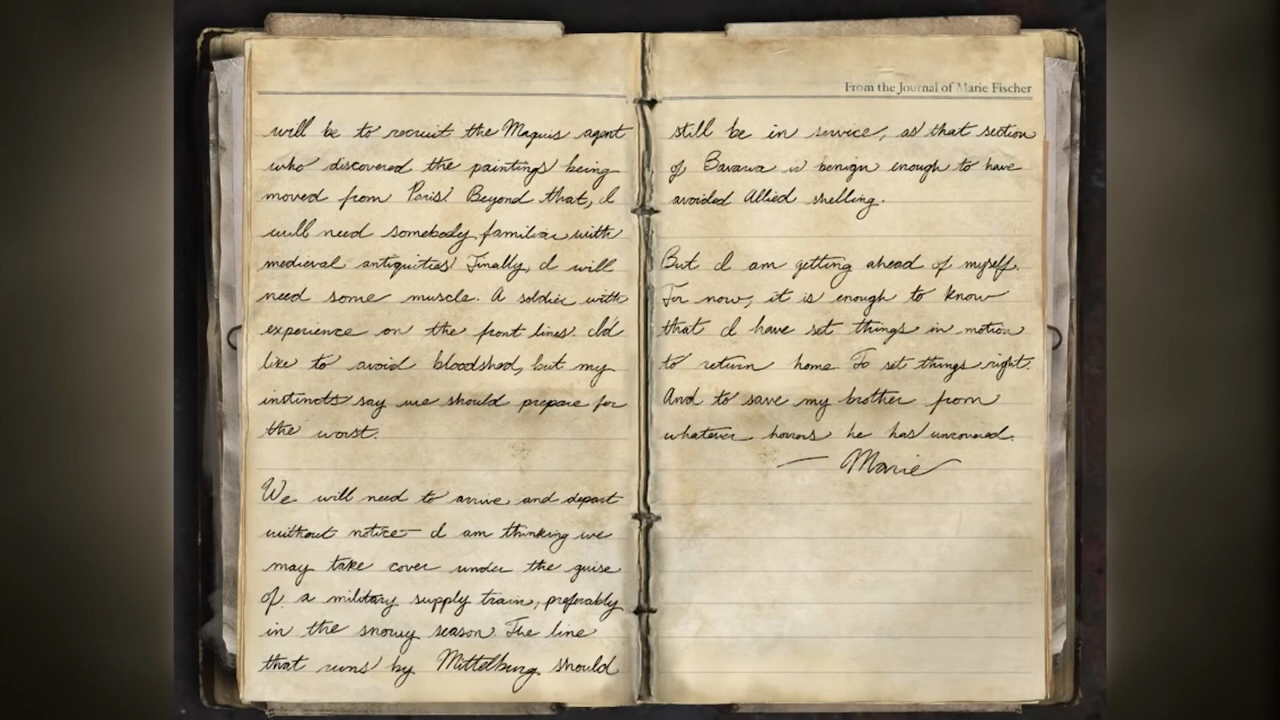 will be to recruit the Maquis agent
who discovered the paintings being
moved from Paris. Beyond that, I
will need somebody familiar with
medieval antiquities. Finally, I will
need some muscle. A soldier with
experience on the front lines. I'd
like to avoid bloodshed, but my
instincts say we should prepare for
the worst.
We will need to arrive and depart
without notice — I am thinking we
may take cover under the guise
of a military supply train, preferably
in the snowy season. The line
that runs by Mittelburg should
From the Journal of Marie Fischer
still be in service, as that section
of Bavaria is benign enough to have
avoided Allied shelling.
But I am getting ahead of myself.
For now, it is enough to know
that I have set things in motion
to return home. To set things right.
And to save my brother from
whatever horrors he has uncovered.
— Marie